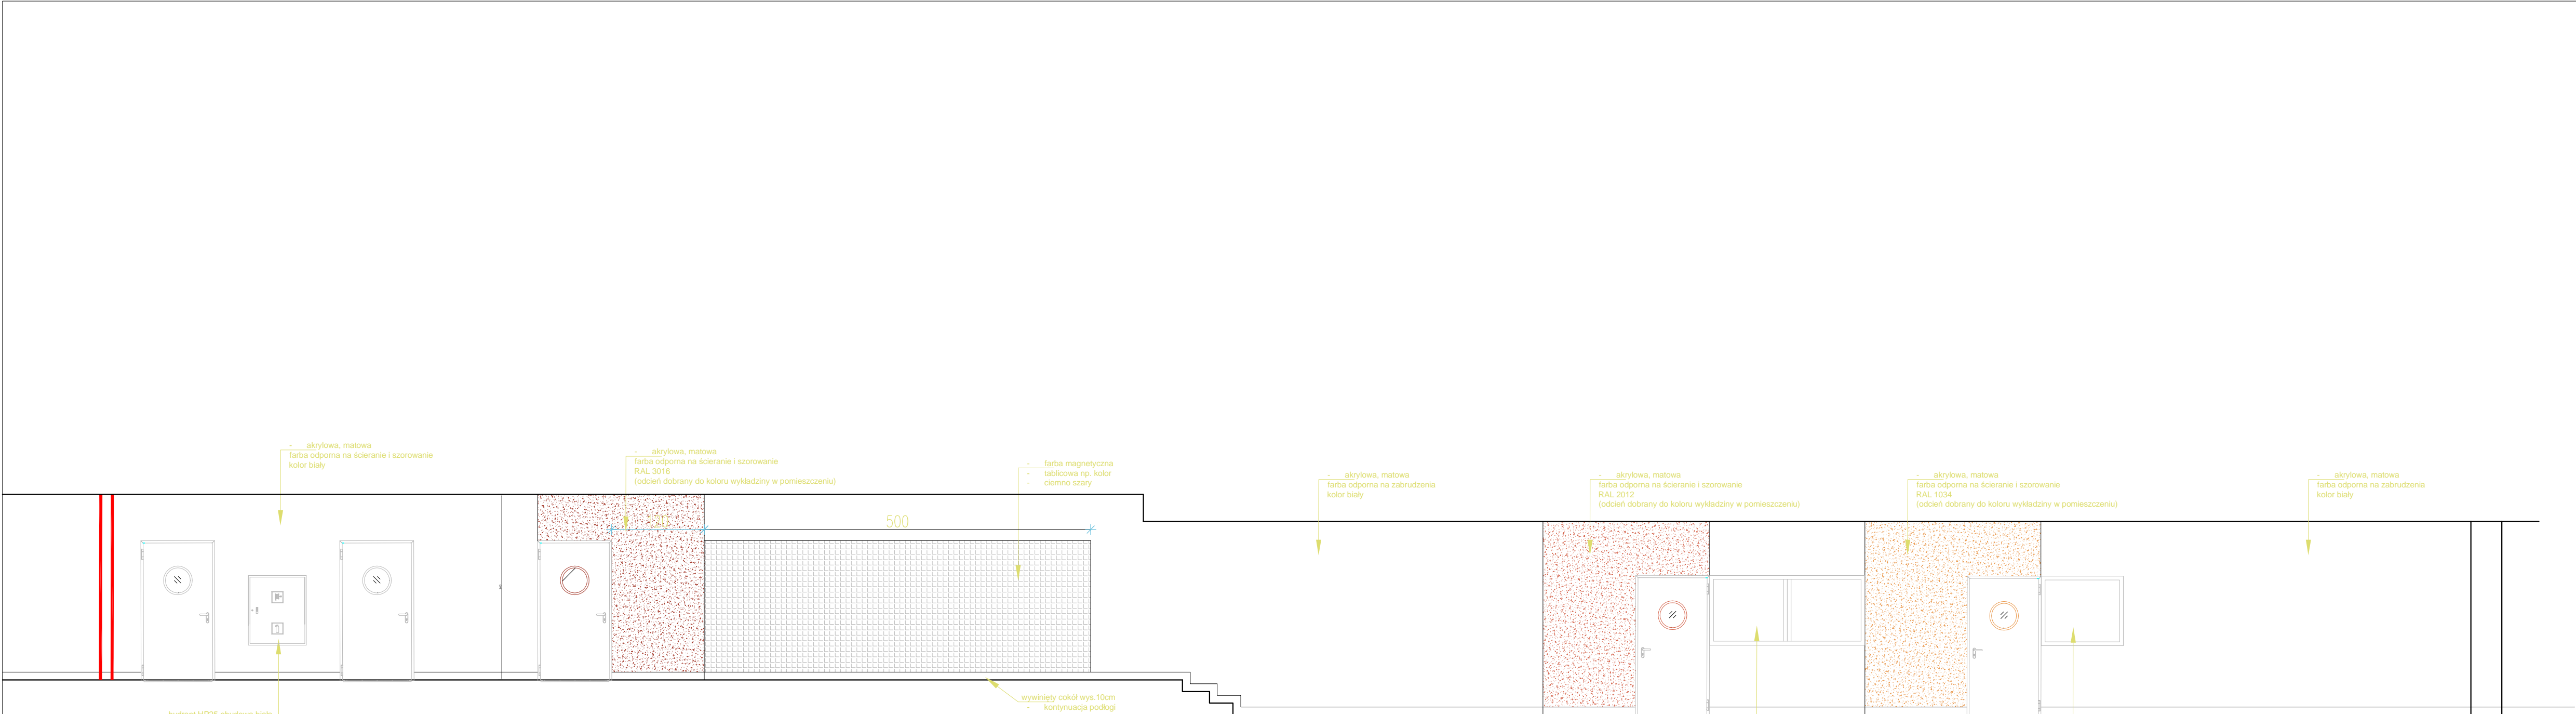 - akrylowa, matowa
farba odporna na ścieranie i szorowanie
kolor biały
- akrylowa, matowa
farba odporna na ścieranie i szorowanie
RAL 3016
(odcień dobrany do koloru wykładziny w pomieszczeniu)
- farba magnetyczna
- tablicowa np. kolor
- ciemno szary
- akrylowa, matowa
farba odporna na zabrudzenia
kolor biały
- akrylowa, matowa
farba odporna na ścieranie i szorowanie
RAL 2012
(odcień dobrany do koloru wykładziny w pomieszczeniu)
- akrylowa, matowa
farba odporna na ścieranie i szorowanie
RAL 1034
(odcień dobrany do koloru wykładziny w pomieszczeniu)
- akrylowa, matowa
farba odporna na zabrudzenia
kolor biały
500
wywinięty cokół wys.10cm
- kontynuacja podłogi